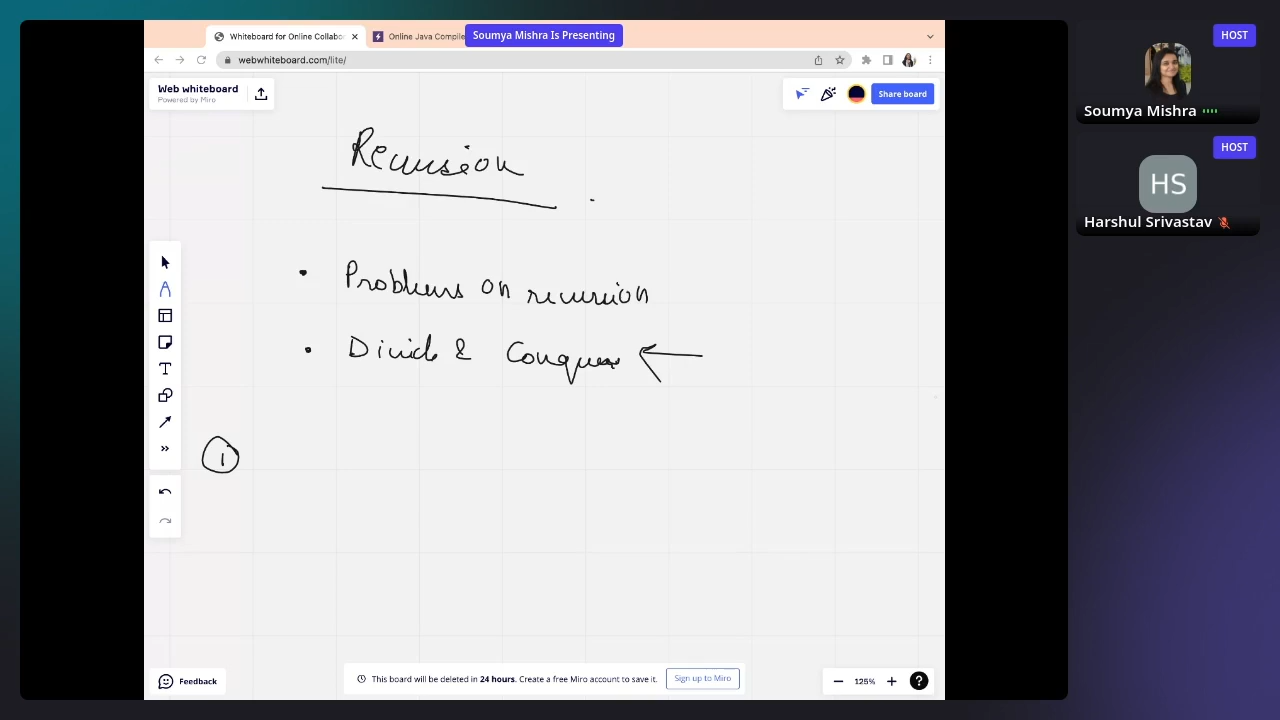 Whiteboard for Online Collabo
Online Java Compile
Soumya Mishra Is Presenting
webwhiteboard.com/lite/
Web whiteboard
Powered by Miro
Share board
Recursion
Problems on recursion
Divide & Conquer
1
T
Feedback
This board will be deleted in 24 hours. Create a free Miro account to save it.
Sign up to Miro
125%
?
HOST
Soumya Mishra
HOST
HS
Harshul Srivastav